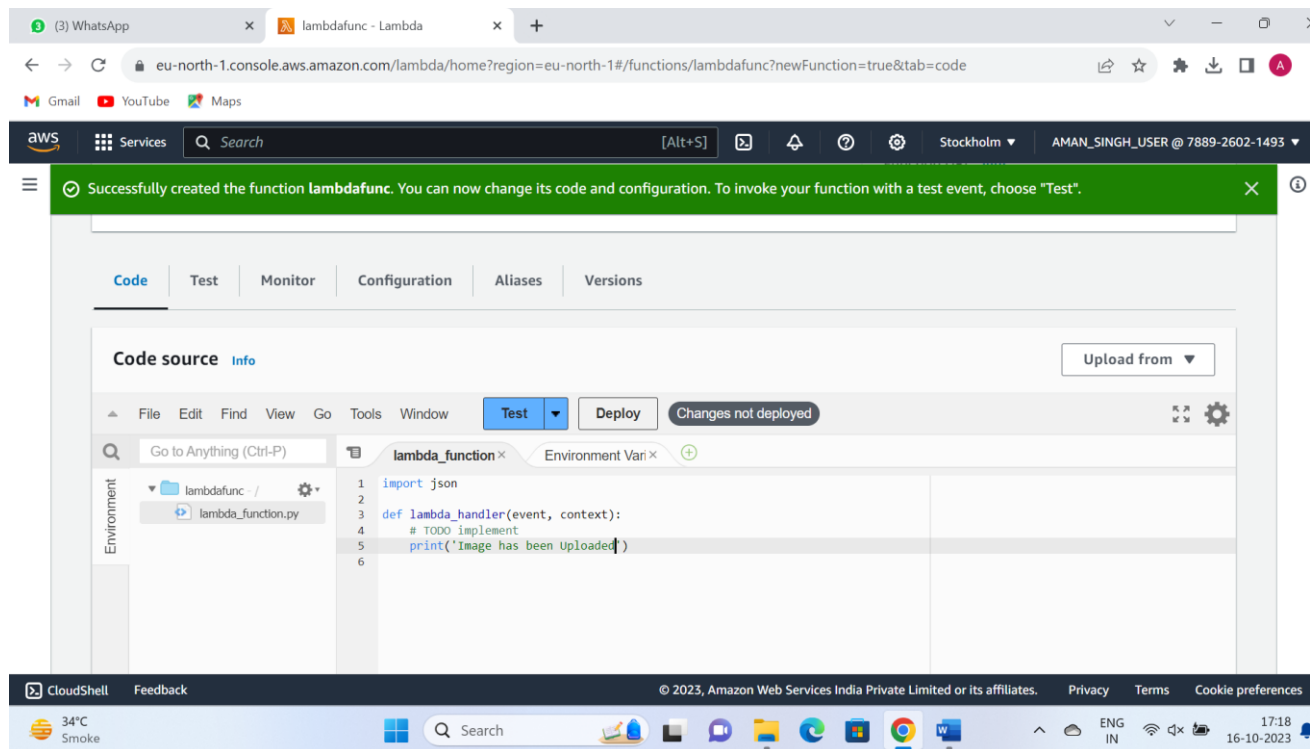 (3) WhatsApp
lambdafunc - Lambda
eu-north-1.console.aws.amazon.com/lambda/home?region=eu-north-1#/functions/lambdafunc?newFunction=true&tab=code
A
Gmail YouTube Maps
aws Services Search [Alt+S] Stockholm ▼ AMAN_SINGH_USER @ 7889-2602-1493 ▼
Successfully created the function lambdafunc. You can now change its code and configuration. To invoke your function with a test event, choose "Test".
Code Test Monitor Configuration Aliases Versions
Code source Info Upload from ▼
File Edit Find View Go Tools Window Test Deploy Changes not deployed
Go to Anything (Ctrl-P) lambda_function × Environment Vari ×
Environment
lambdafunc - /
lambda_function.py
1 import json
2
3 def lambda_handler(event, context):
4 # TODO implement
5 print('Image has been Uploaded')
6
CloudShell Feedback © 2023, Amazon Web Services India Private Limited or its affiliates. Privacy Terms Cookie preferences
34°C
Smoke
Search
ENG
IN
17:18
16-10-2023